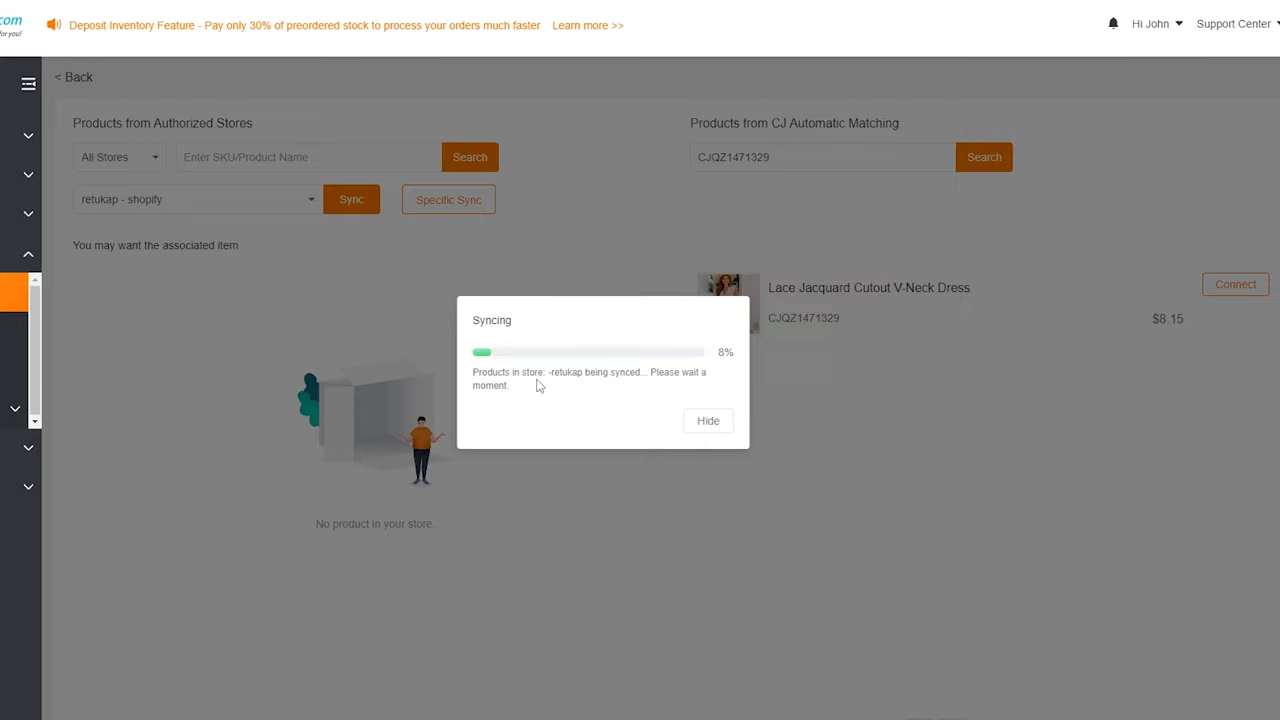 com
for you!
Deposit Inventory Feature - Pay only 30% of preordered stock to process your orders much faster Learn more >>
Hi John
Support Center
< Back
Products from Authorized Stores
Products from CJ Automatic Matching
All Stores
Enter SKU/Product Name ...
Search
CJQZ1471329
Search
retukap - shopify
Sync
Specific Sync
You may want the associated item
Lace Jacquard Cutout V-Neck Dress
Connect
CJQZ1471329
$8.15
Syncing
8%
Products in store: -retukap being synced... Please wait a
moment.
Hide
No product in your store.